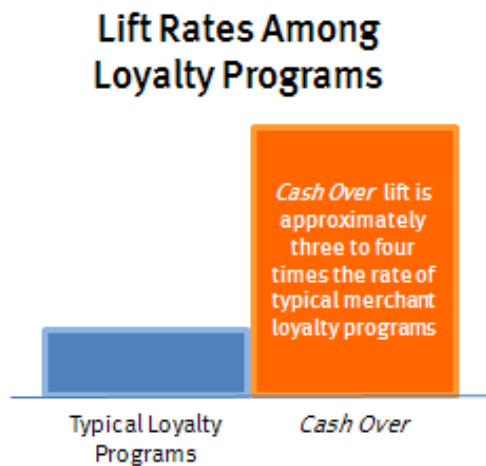 Lift Rates Among
Loyalty Programs
Cash Over lift is
approximately
three to four
times the rate of
typical merchant
loyalty programs
Typical Loyalty
Programs
Cash Over